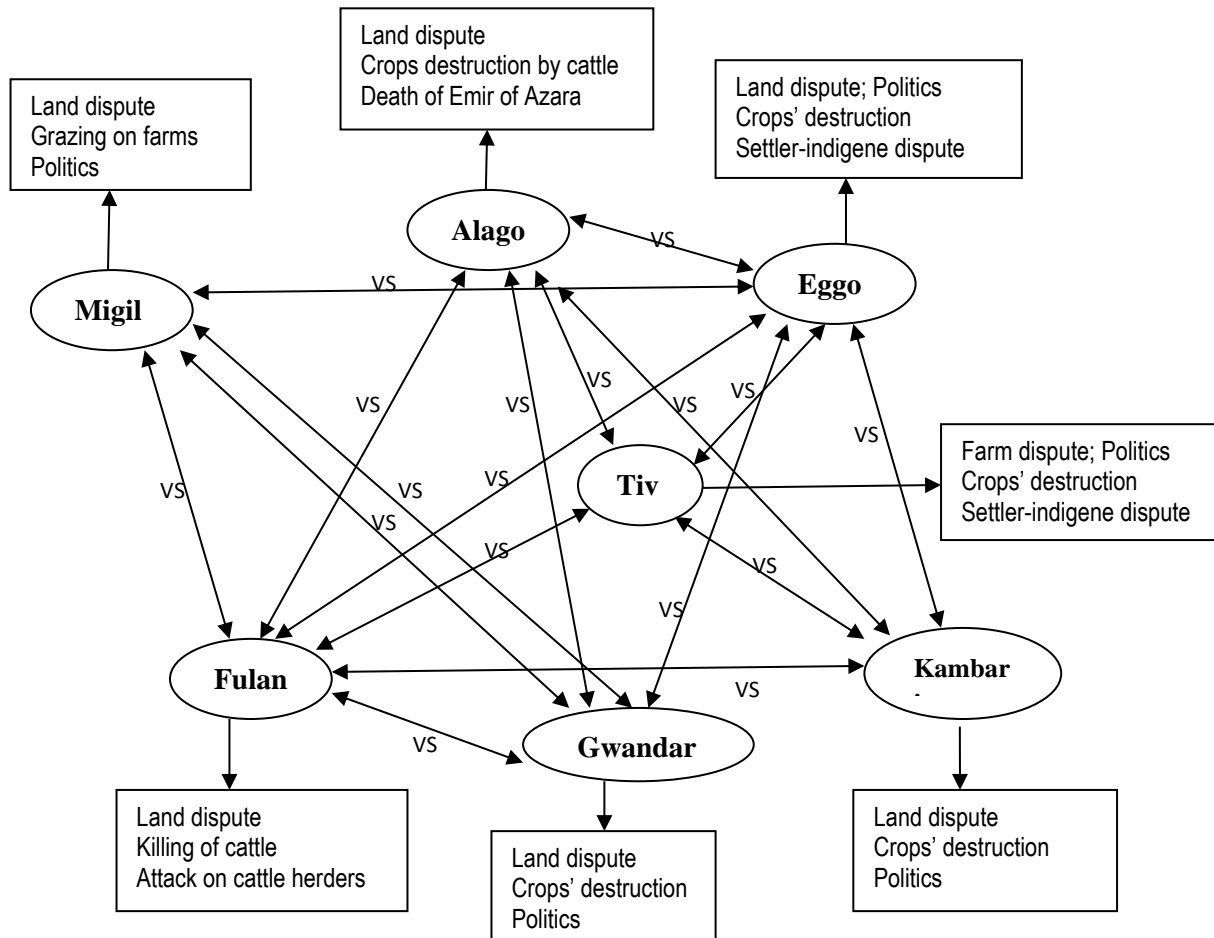 Land dispute
Crops destruction by cattle
Death of Emir of Azara
Land dispute; Politics
Crops' destruction
Settler-indigene dispute
Land dispute
Grazing on farms
Politics
Alago
VS
Eggo
VS
Migil
VS
VS
VS
VS
VS
VS
Tiv
Farm dispute; Politics
Crops' destruction
Settler-indigene dispute
VS
VS
VS
VS
VS
VS
VS
Fulan
Kambar
VS
VS
Gwandar
Land dispute
Killing of cattle
Attack on cattle herders
Land dispute
Crops' destruction
Politics
Land dispute
Crops' destruction
Politics